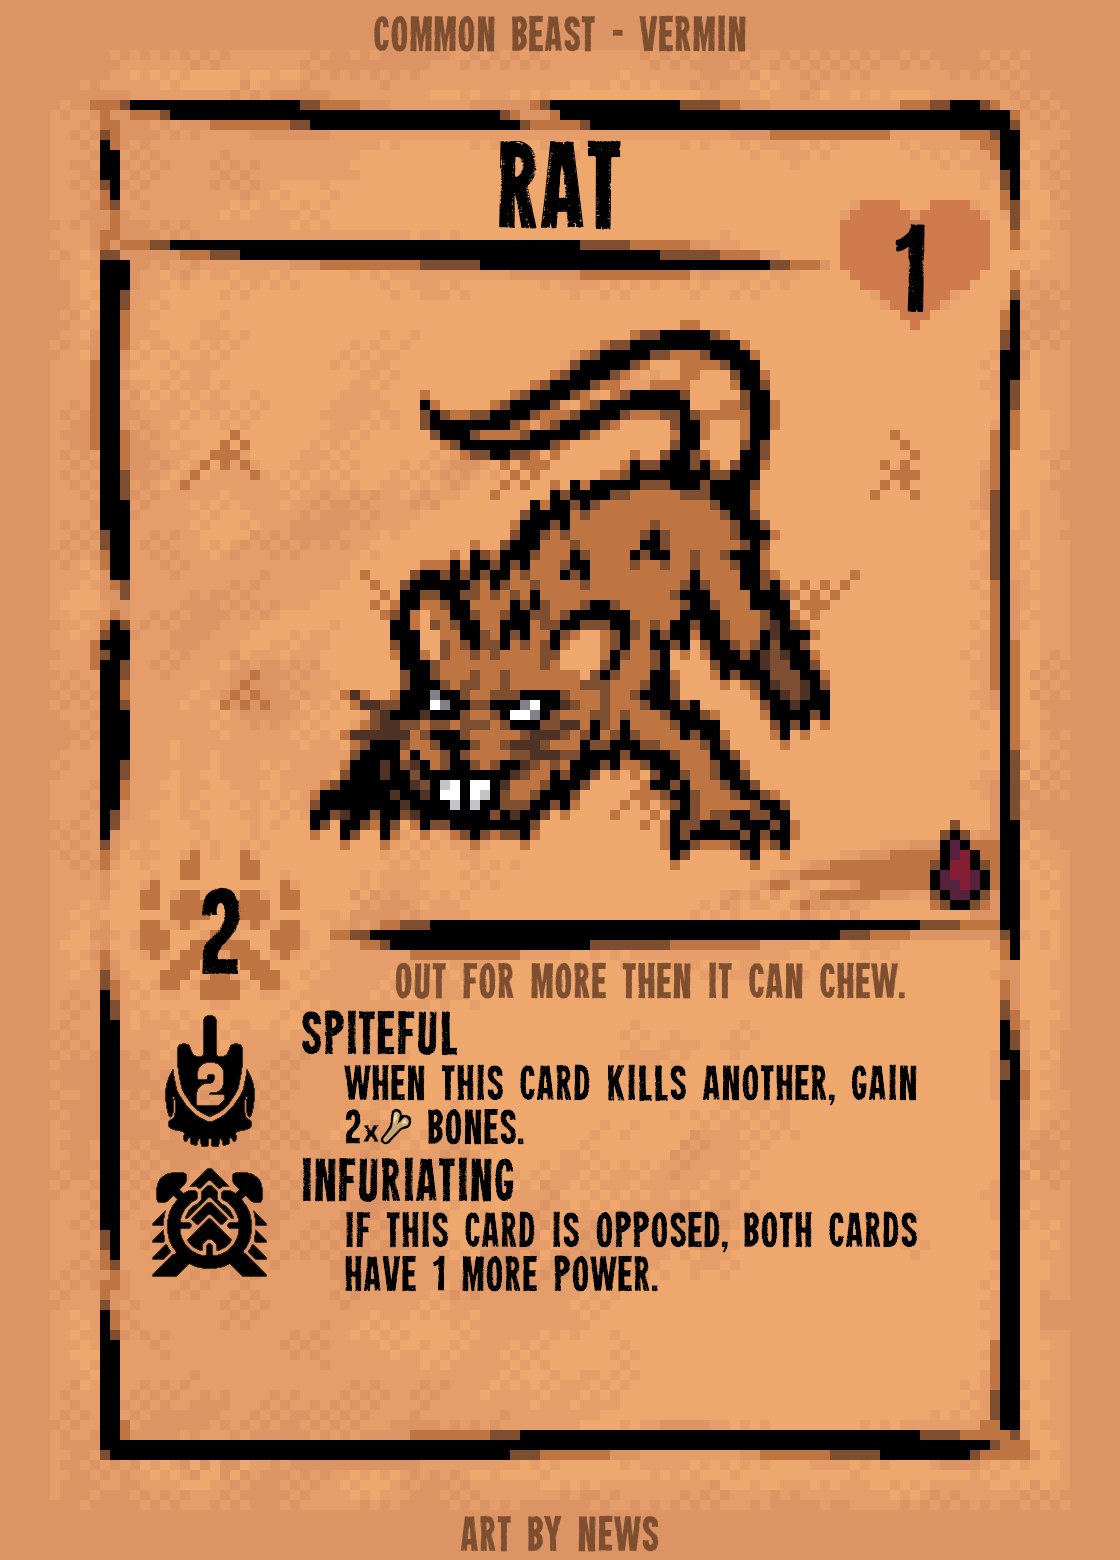 COMMON BEAST - VERMIN
RAT
1
2
OUT FOR MORE THEN IT CAN CHEW.
SPITEFUL
2
WHEN THIS CARD KILLS ANOTHER, GAIN
2x BONES.
INFURIATING
IF THIS CARD IS OPPOSED, BOTH CARDS
HAVE 1 MORE POWER.
ART BY NEWS